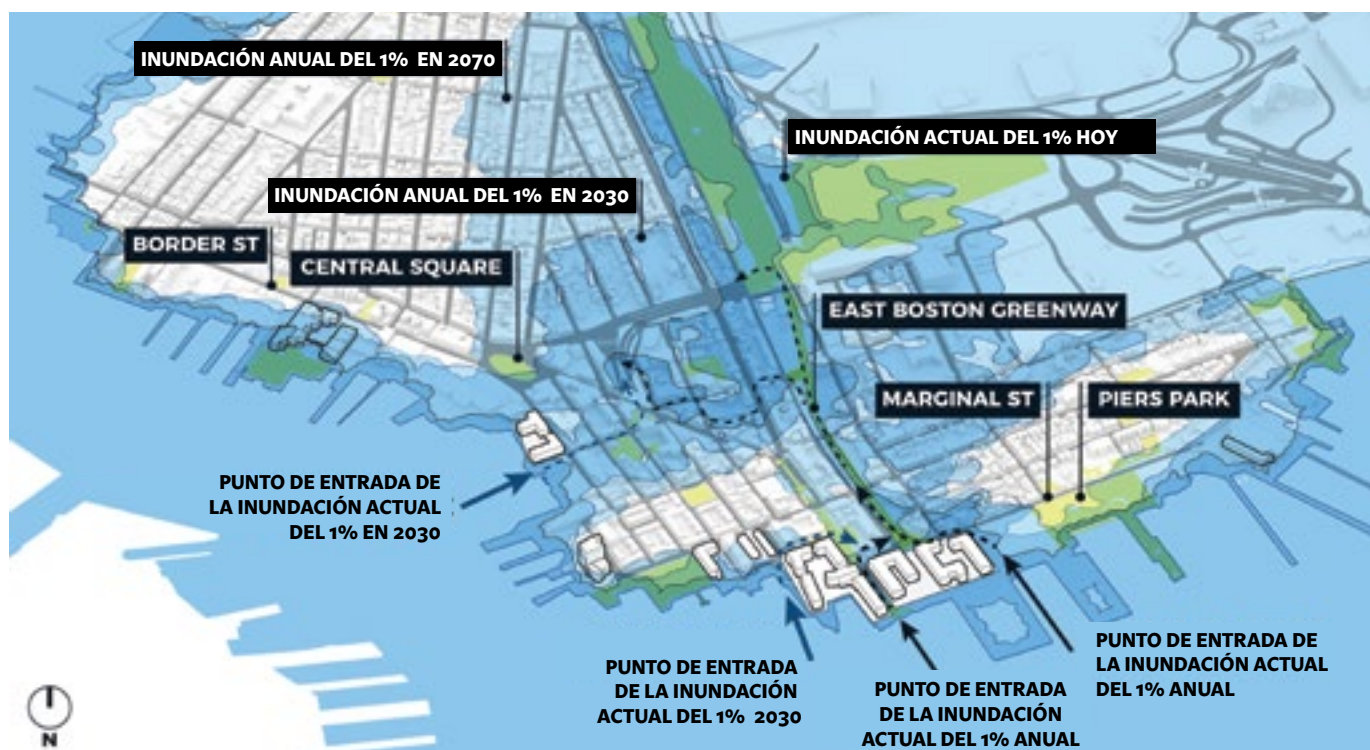 INUNDACIÓN ANUAL DEL 1% EN 2070
INUNDACIÓN ACTUAL DEL 1% HOY
INUNDACIÓN ANUAL DEL 1% EN 2030
BORDER ST
CENTRAL SQUARE
EAST BOSTON GREENWAY
MARGINAL ST
PIERS PARK
PUNTO DE ENTRADA DE
LA INUNDACIÓN ACTUAL
DEL 1% EN 2030
PUNTO DE ENTRADA
DE LA INUNDACIÓN
ACTUAL DEL 1% 2030
PUNTO DE ENTRADA
DE LA INUNDACIÓN
ACTUAL DEL 1% ANUAL
PUNTO DE ENTRADA DE
LA INUNDACIÓN ACTUAL
DEL 1% ANUAL
N